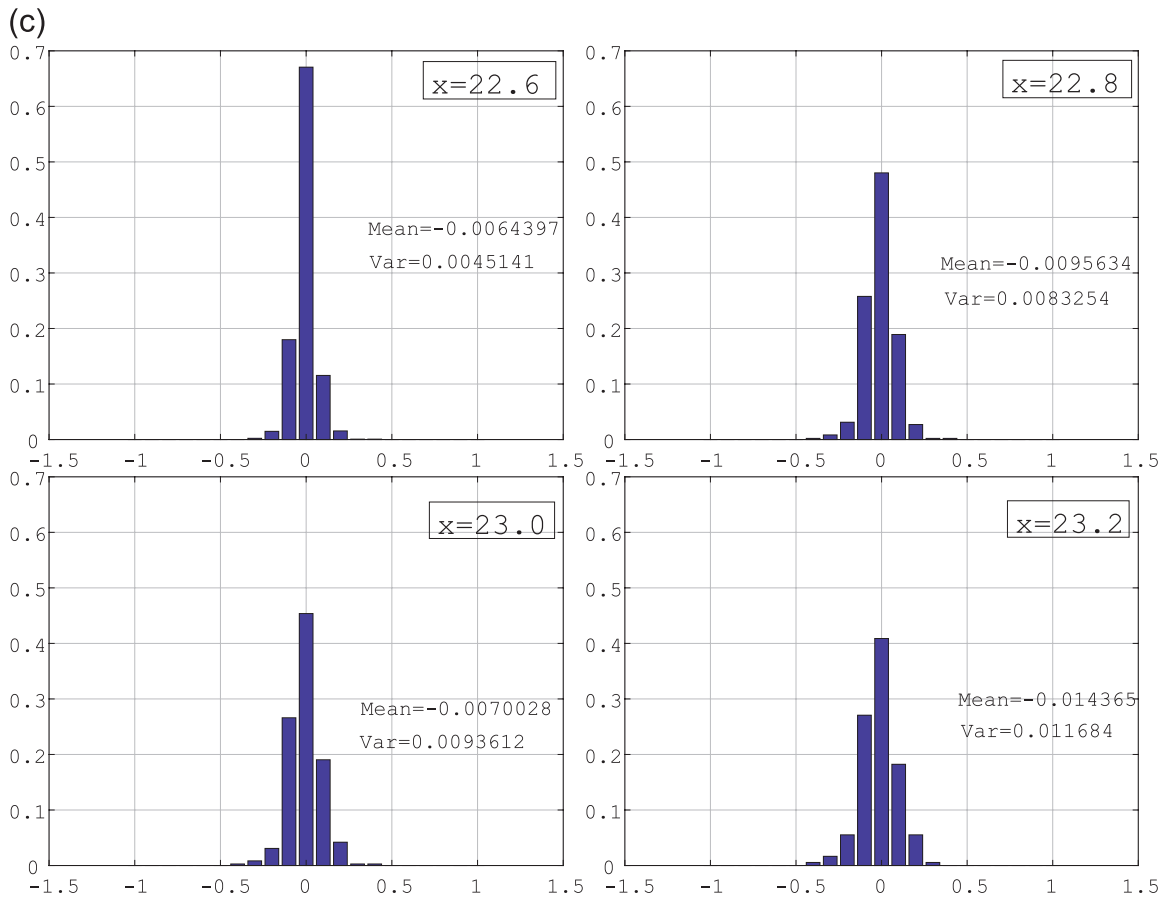 (c)
0.7
0.6
0.5
0.4
0.3
0.2
0.1
0
x=22.6
Mean=-0.0064397
Var=0.0045141
-1.5 -1 -0.5 0 0.5 1 1.5
0.7
0.6
0.5
0.4
0.3
0.2
0.1
0
x=22.8
Mean=-0.0095634
Var=0.0083254
-1.5 -1 -0.5 0 0.5 1 1.5
0.7
0.6
0.5
0.4
0.3
0.2
0.1
0
x=23.0
Mean=-0.0070028
Var=0.0093612
-1.5 -1 -0.5 0 0.5 1 1.5
0.7
0.6
0.5
0.4
0.3
0.2
0.1
0
x=23.2
Mean=-0.014365
Var=0.011684
-1.5 -1 -0.5 0 0.5 1 1.5